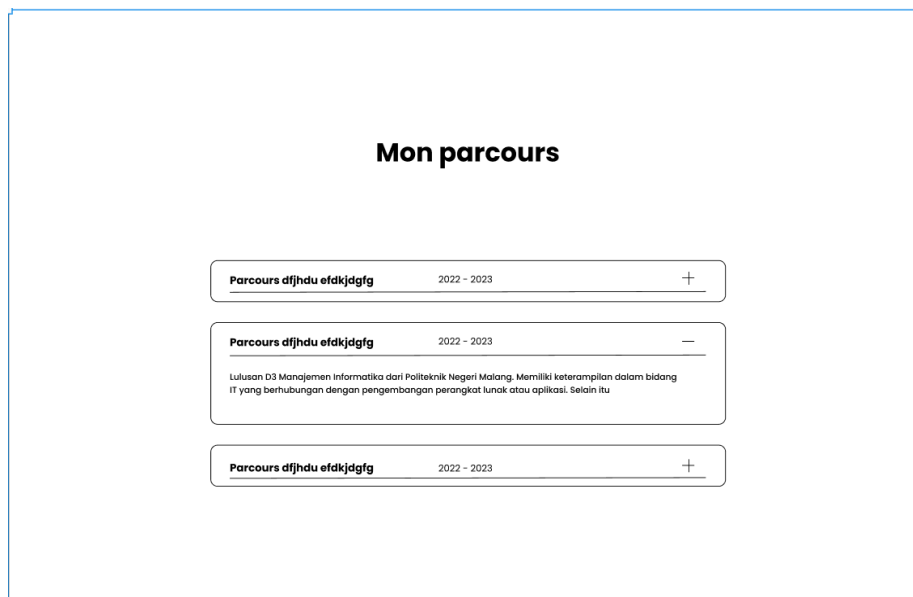 Mon parcours
Parcours dfjhdu efdkjdgfg 2022 - 2023
Parcours dfjhdu efdkjdgfg 2022 - 2023
Lulusan D3 Manajemen Informatika dari Politeknik Negeri Malang. Memiliki keterampilan dalam bidang
IT yang berhubungan dengan pengembangan perangkat lunak atau aplikasi. Selain itu
Parcours dfjhdu efdkjdgfg 2022 - 2023